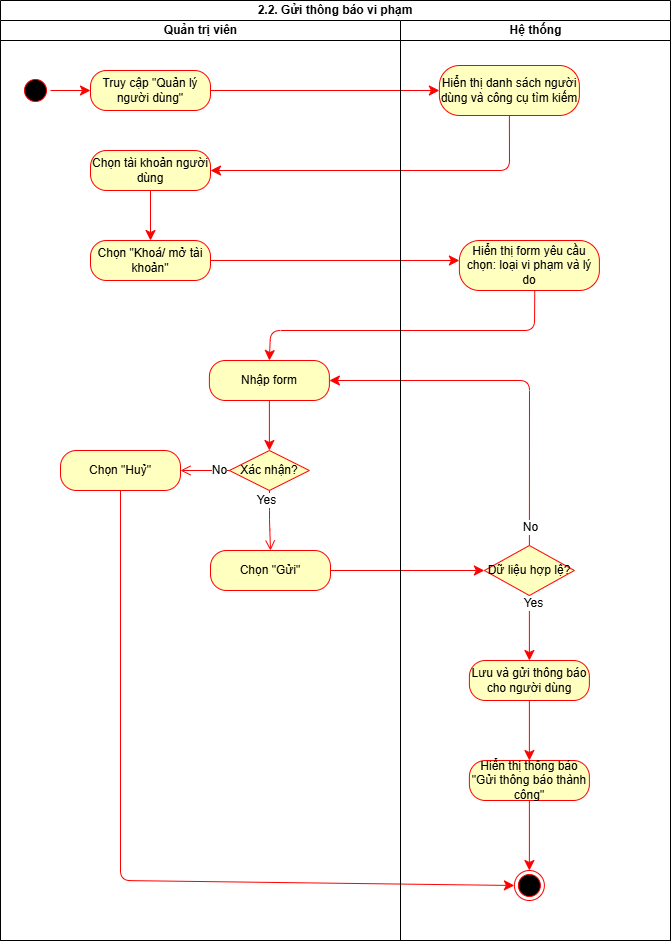 2.2. Gửi thông báo vi phạm
Quản trị viên
Hệ thống
Truy cập "Quản lý
người dùng"
Hiển thị danh sách người
dùng và công cụ tìm kiếm
Chọn tài khoản người
dùng
Chọn "Khoá/ mở tài
khoản"
Hiển thị form yêu cầu
chọn: loại vi phạm và lý
do
Nhập form
Chọn "Huỷ"
No
Xác nhận?
Yes
No
Chọn "Gửi"
Dữ liệu hợp lệ?
Yes
Lưu và gửi thông báo
cho người dùng
Hiển thị thông báo
"Gửi thông báo thành
công"